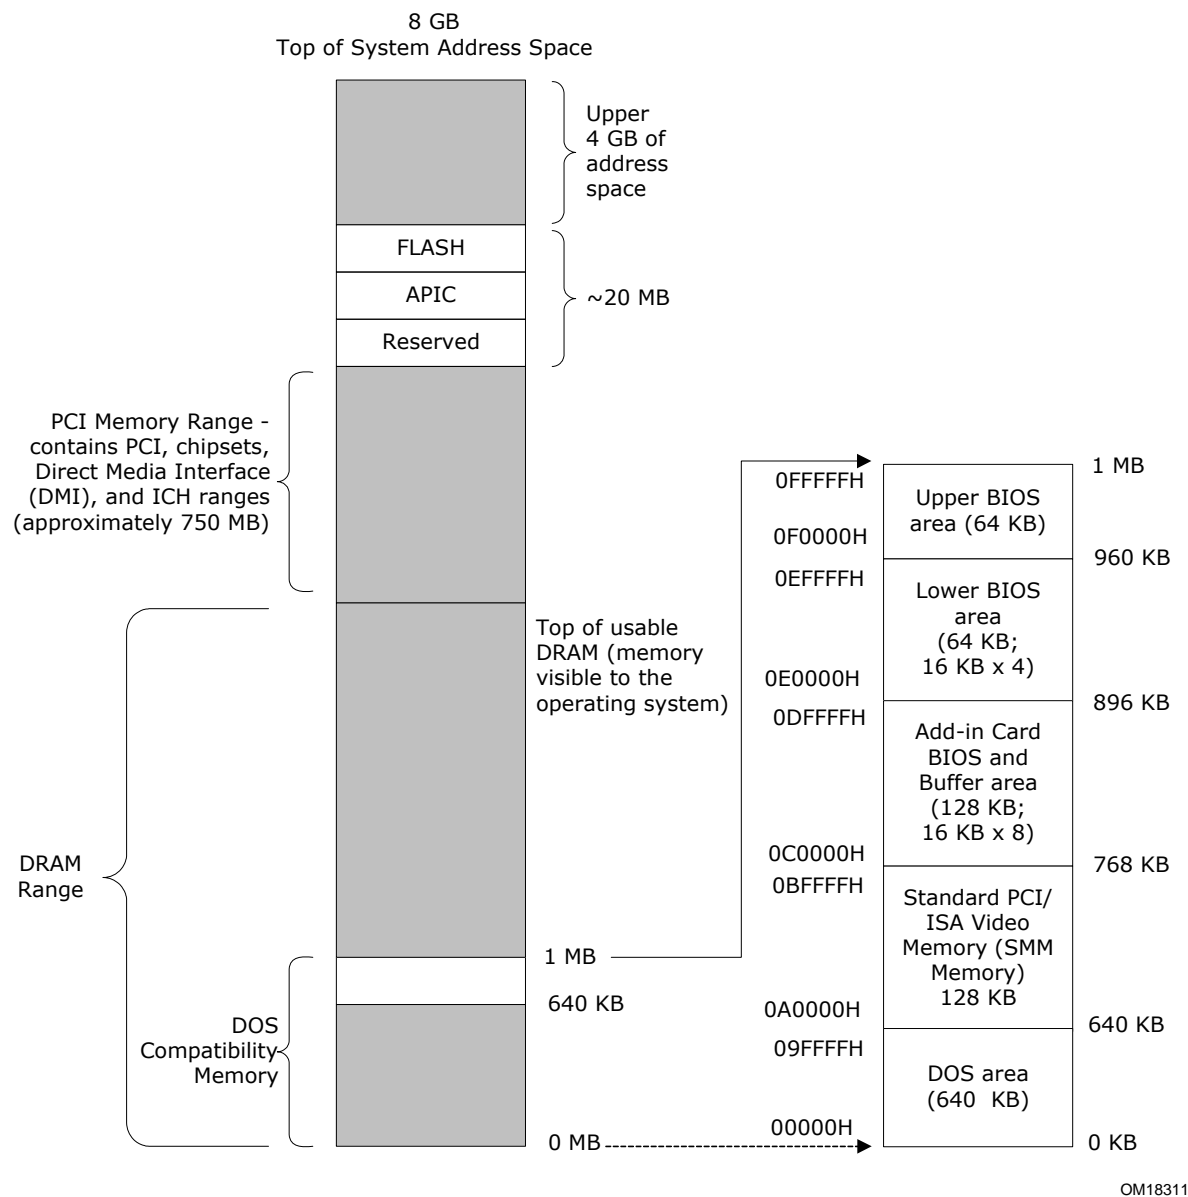 8 GB
Top of System Address Space
Upper
4 GB of
address
space
FLASH
APIC
~20 MB
Reserved
PCI Memory Range -
contains PCI, chipsets,
Direct Media Interface
(DMI), and ICH ranges
(approximately 750 MB)
Top of usable
DRAM (memory
visible to the
operating system)
DRAM
Range
1 MB
640 KB
DOS
Compatibility
Memory
0 MB
1 MB
0FFFFFH
Upper BIOS
area (64 KB)
0F0000H
960 KB
0EFFFFH
Lower BIOS
area
(64 KB;
16 KB x 4)
0E0000H
896 KB
0DFFFFH
Add-in Card
BIOS and
Buffer area
(128 KB;
16 KB x 8)
0C0000H
768 KB
0BFFFFH
Standard PCI/
ISA Video
Memory (SMM
Memory)
128 KB
0A0000H
640 KB
09FFFFH
DOS area
(640  KB)
00000H
0 KB
OM18311